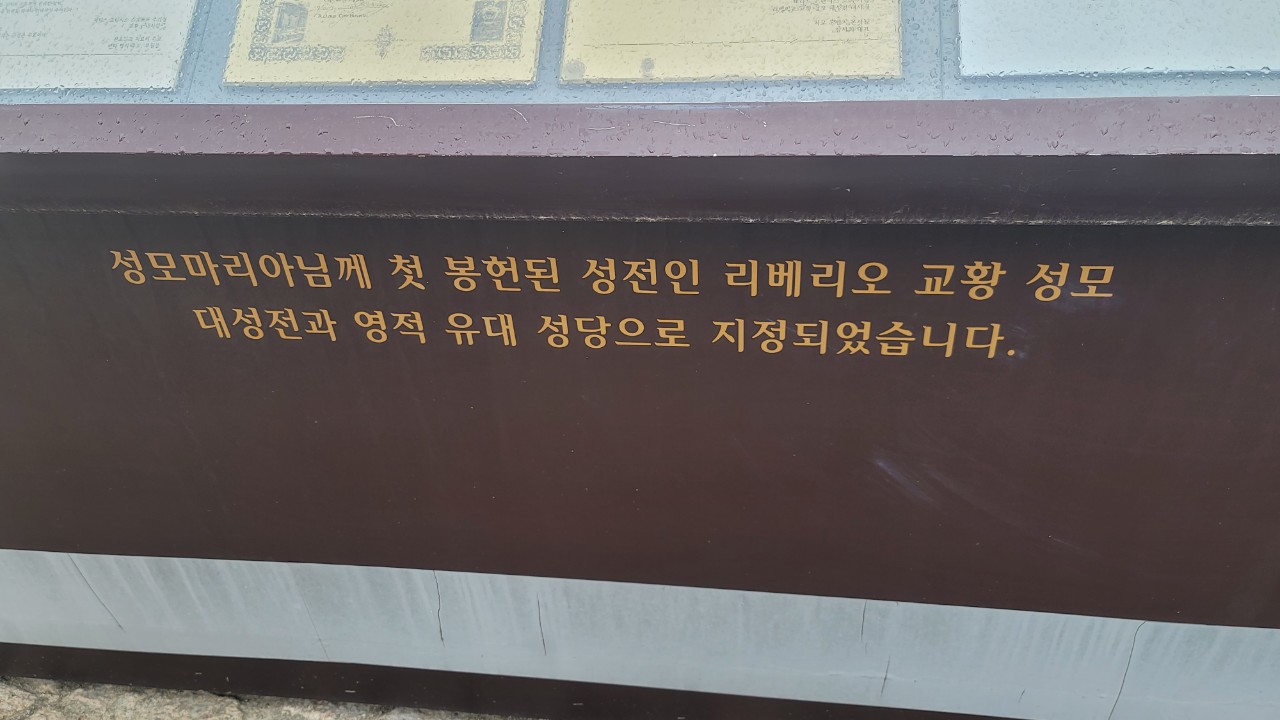 성모마리아님께 첫 봉헌된 성전인 리베리오 교황 성모
대성전과 영적 유대 성당으로 지정되었습니다.